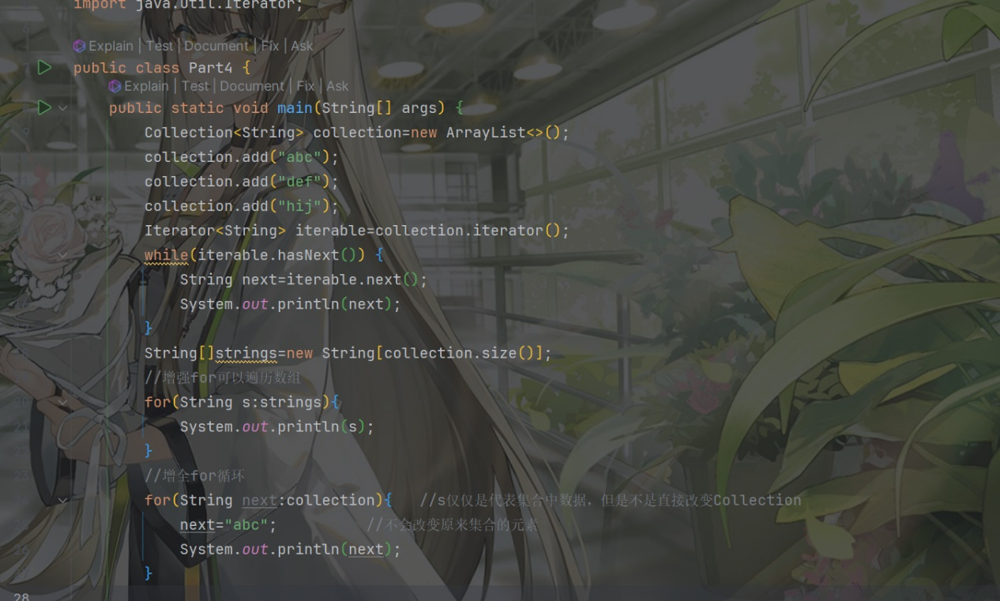 import java.util.Iterator;
Explain | Test | Document | Fix | Ask
public class Part4 {
Explain | Test | Document | Fix | Ask
public static void main(String[] args) {
Collection<String> collection=new ArrayList<>();
collection.add("abc");
collection.add("def");
collection.add("hij");
Iterator<String> iterable=collection.iterator();
while(iterable.hasNext()) {
String next=iterable.next();
System.out.println(next);
}
String[]strings=new String[collection.size()];
//增强for可以遍历数组
for(String s:strings){
System.out.println(s);
}
//增全for循环
for(String next:collection){ //s仅仅是代表集合中数据，但是不是直接改变Collection
next="abc"; //不会改变原来集合的元素
System.out.println(next);
}
28